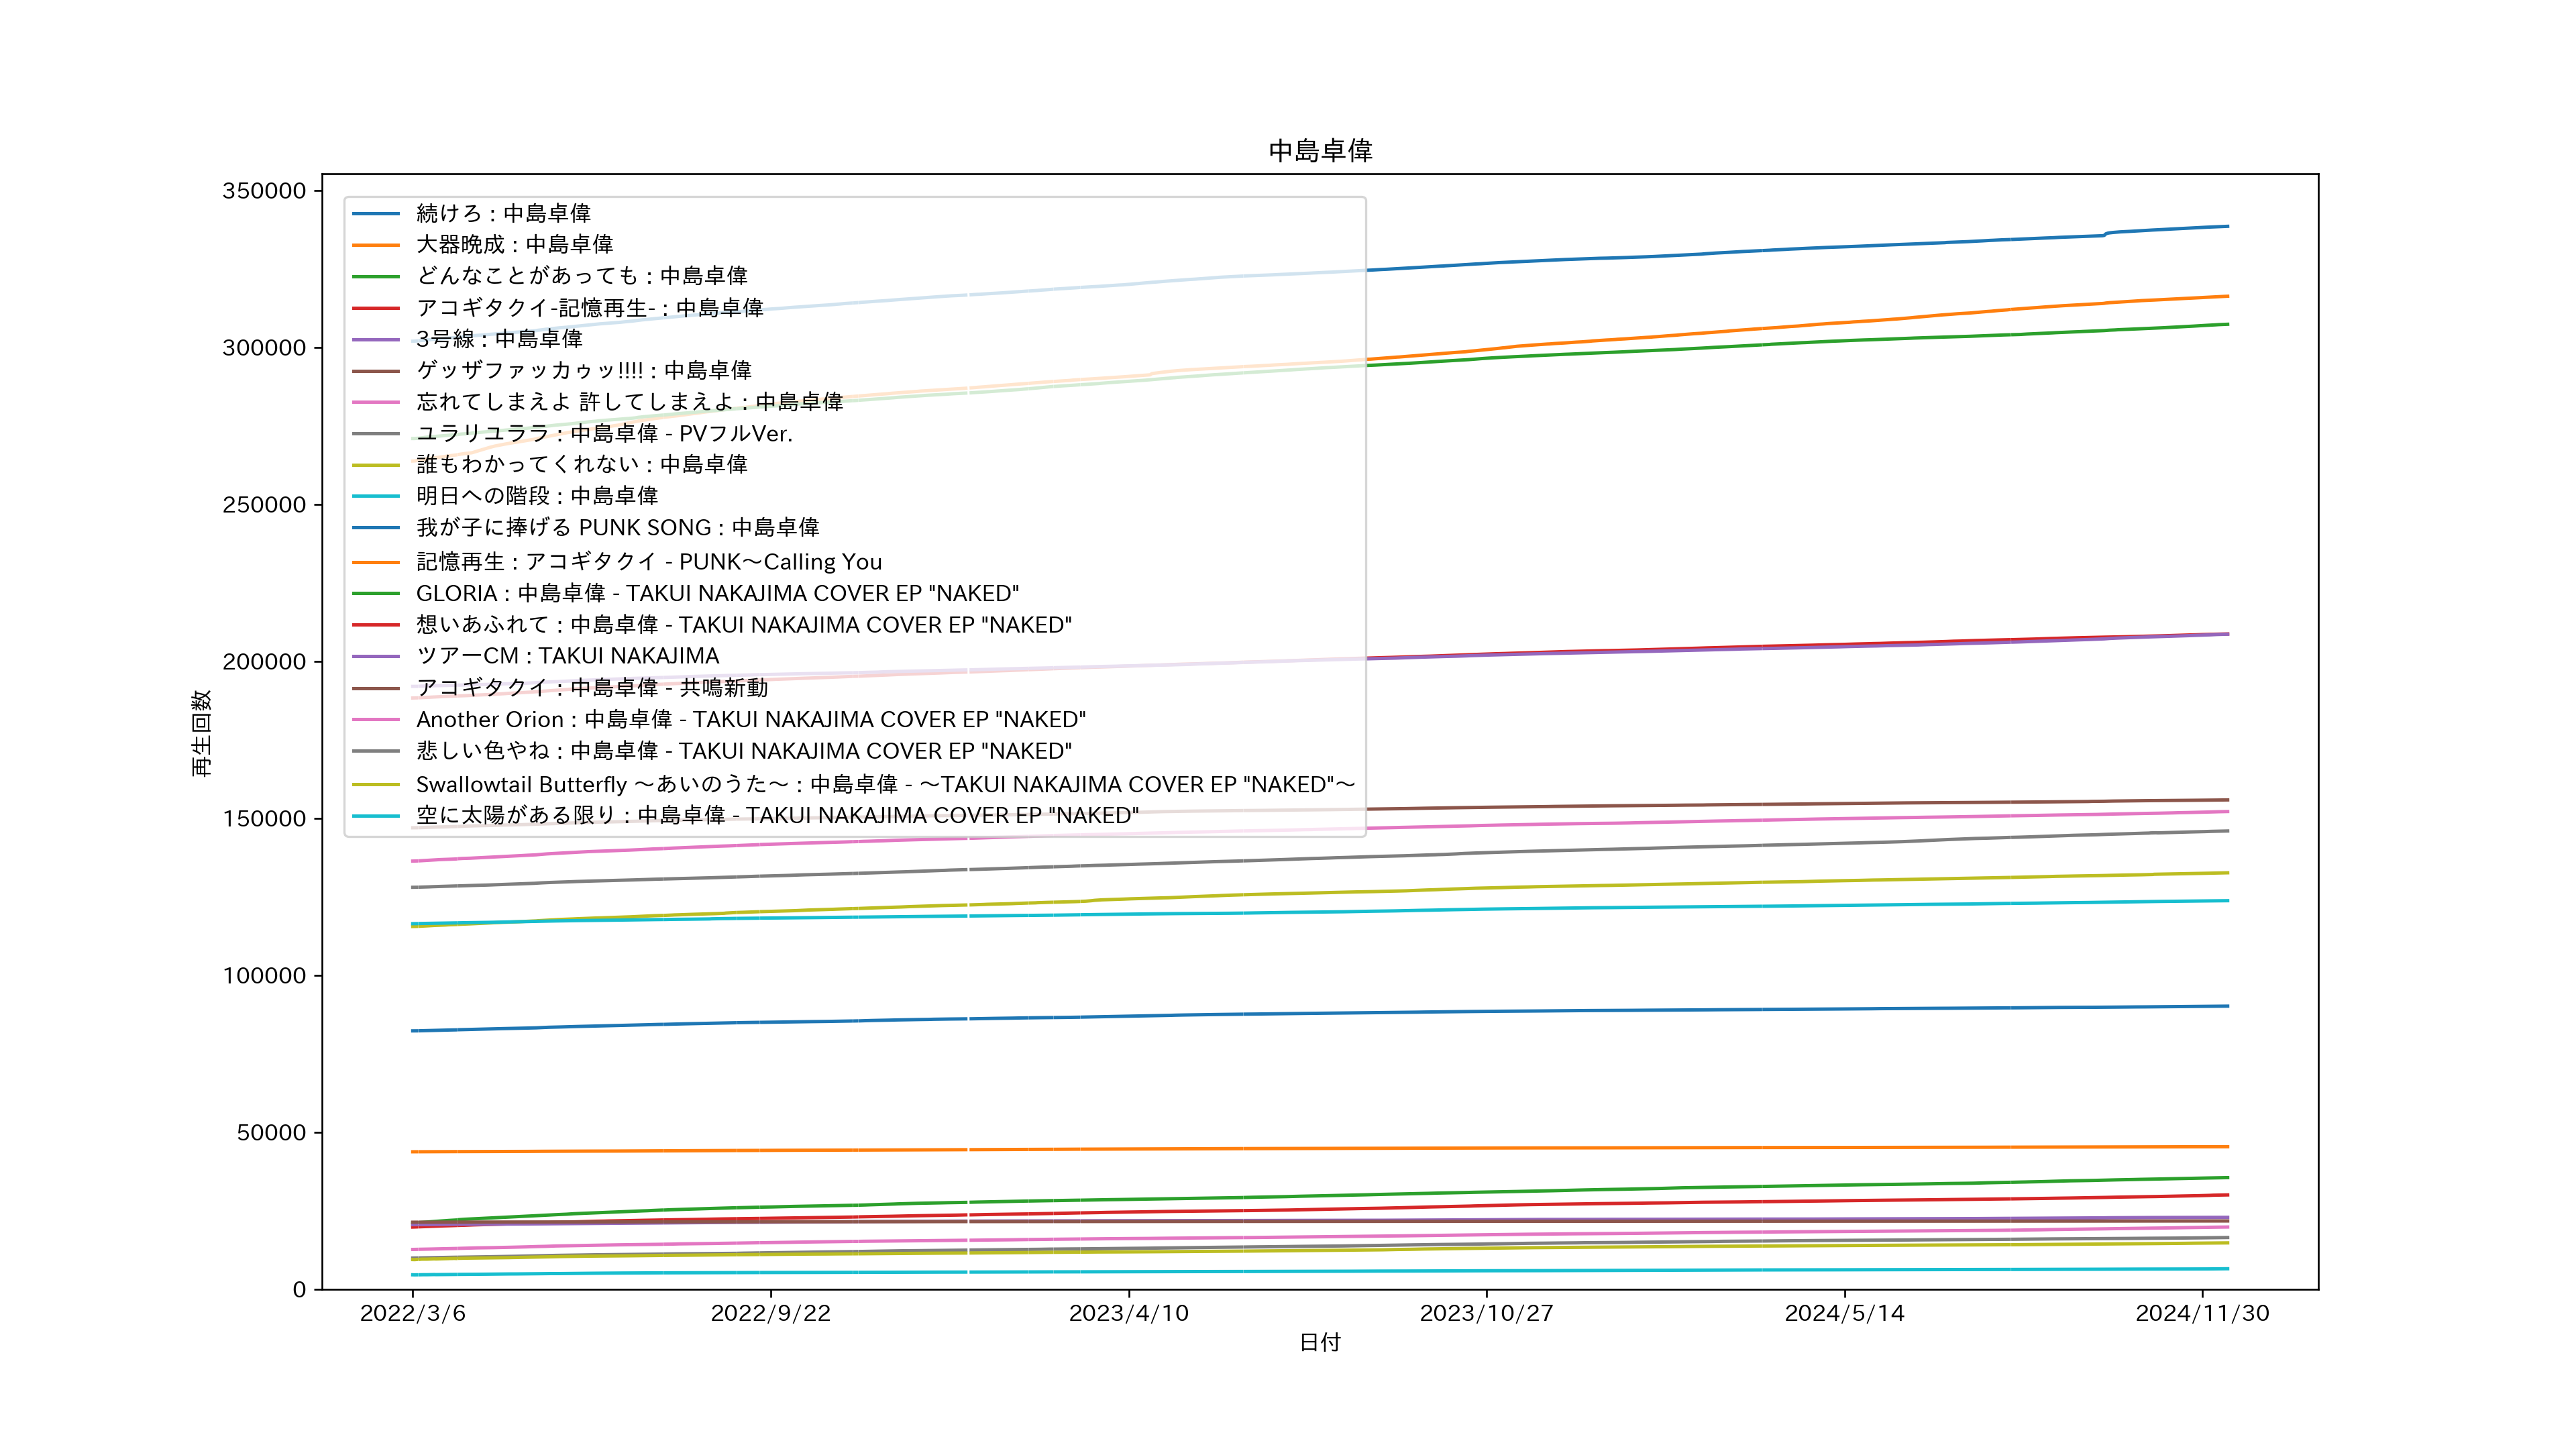 中島卓偉
350000
300000
250000
200000
150000
100000
50000
0
再生回数
続けろ : 中島卓偉
大器晩成 : 中島卓偉
どんなことがあっても : 中島卓偉
アコギタクイ-記憶再生- : 中島卓偉
3号線 : 中島卓偉
ゲッザファッカゥッ!!!! : 中島卓偉
忘れてしまえよ 許してしまえよ : 中島卓偉
ユラリユララ : 中島卓偉 - PVフルVer.
誰もわかってくれない : 中島卓偉
明日への階段 : 中島卓偉
我が子に捧げる PUNK SONG : 中島卓偉
記憶再生 : アコギタクイ - PUNK〜Calling You
GLORIA : 中島卓偉 - TAKUI NAKAJIMA COVER EP "NAKED"
想いあふれて : 中島卓偉 - TAKUI NAKAJIMA COVER EP "NAKED"
ツアーCM : TAKUI NAKAJIMA
アコギタクイ : 中島卓偉 - 共鳴新動
Another Orion : 中島卓偉 - TAKUI NAKAJIMA COVER EP "NAKED"
悲しい色やね : 中島卓偉 - TAKUI NAKAJIMA COVER EP "NAKED"
Swallowtail Butterfly 〜あいのうた〜 : 中島卓偉 - 〜TAKUI NAKAJIMA COVER EP "NAKED"〜
空に太陽がある限り : 中島卓偉 - TAKUI NAKAJIMA COVER EP "NAKED"
2022/3/6 2022/9/22 2023/4/10 2023/10/27 2024/5/14 2024/11/30
日付